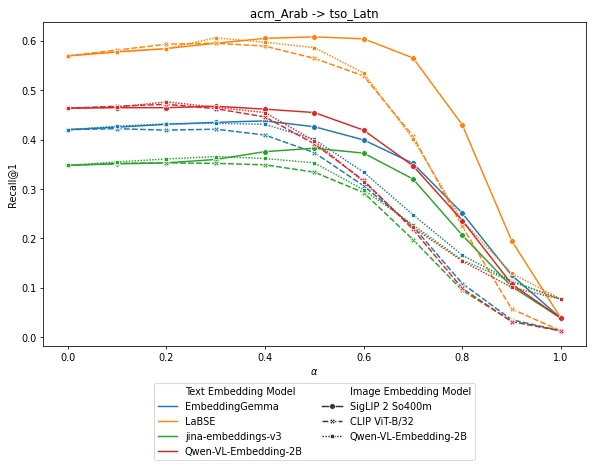 acm_Arab -> tso_Latn
Recall@1
0.6
0.5
0.4
0.3
0.2
0.1
0.0
0.0 0.2 0.4 0.6 0.8 1.0
α
Text Embedding Model Image Embedding Model
EmbeddingGemma SigLIP 2 So400m
LaBSE CLIP ViT-B/32
jina-embeddings-v3 Qwen-VL-Embedding-2B
Qwen-VL-Embedding-2B